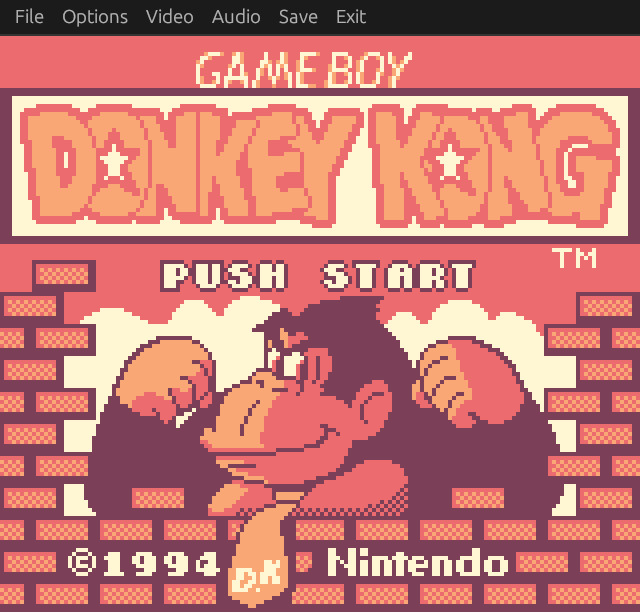 File Options Video Audio Save Exit
GAME BOY
DONKEY KONG
TM
PUSH START
©1994 Nintendo
D.K